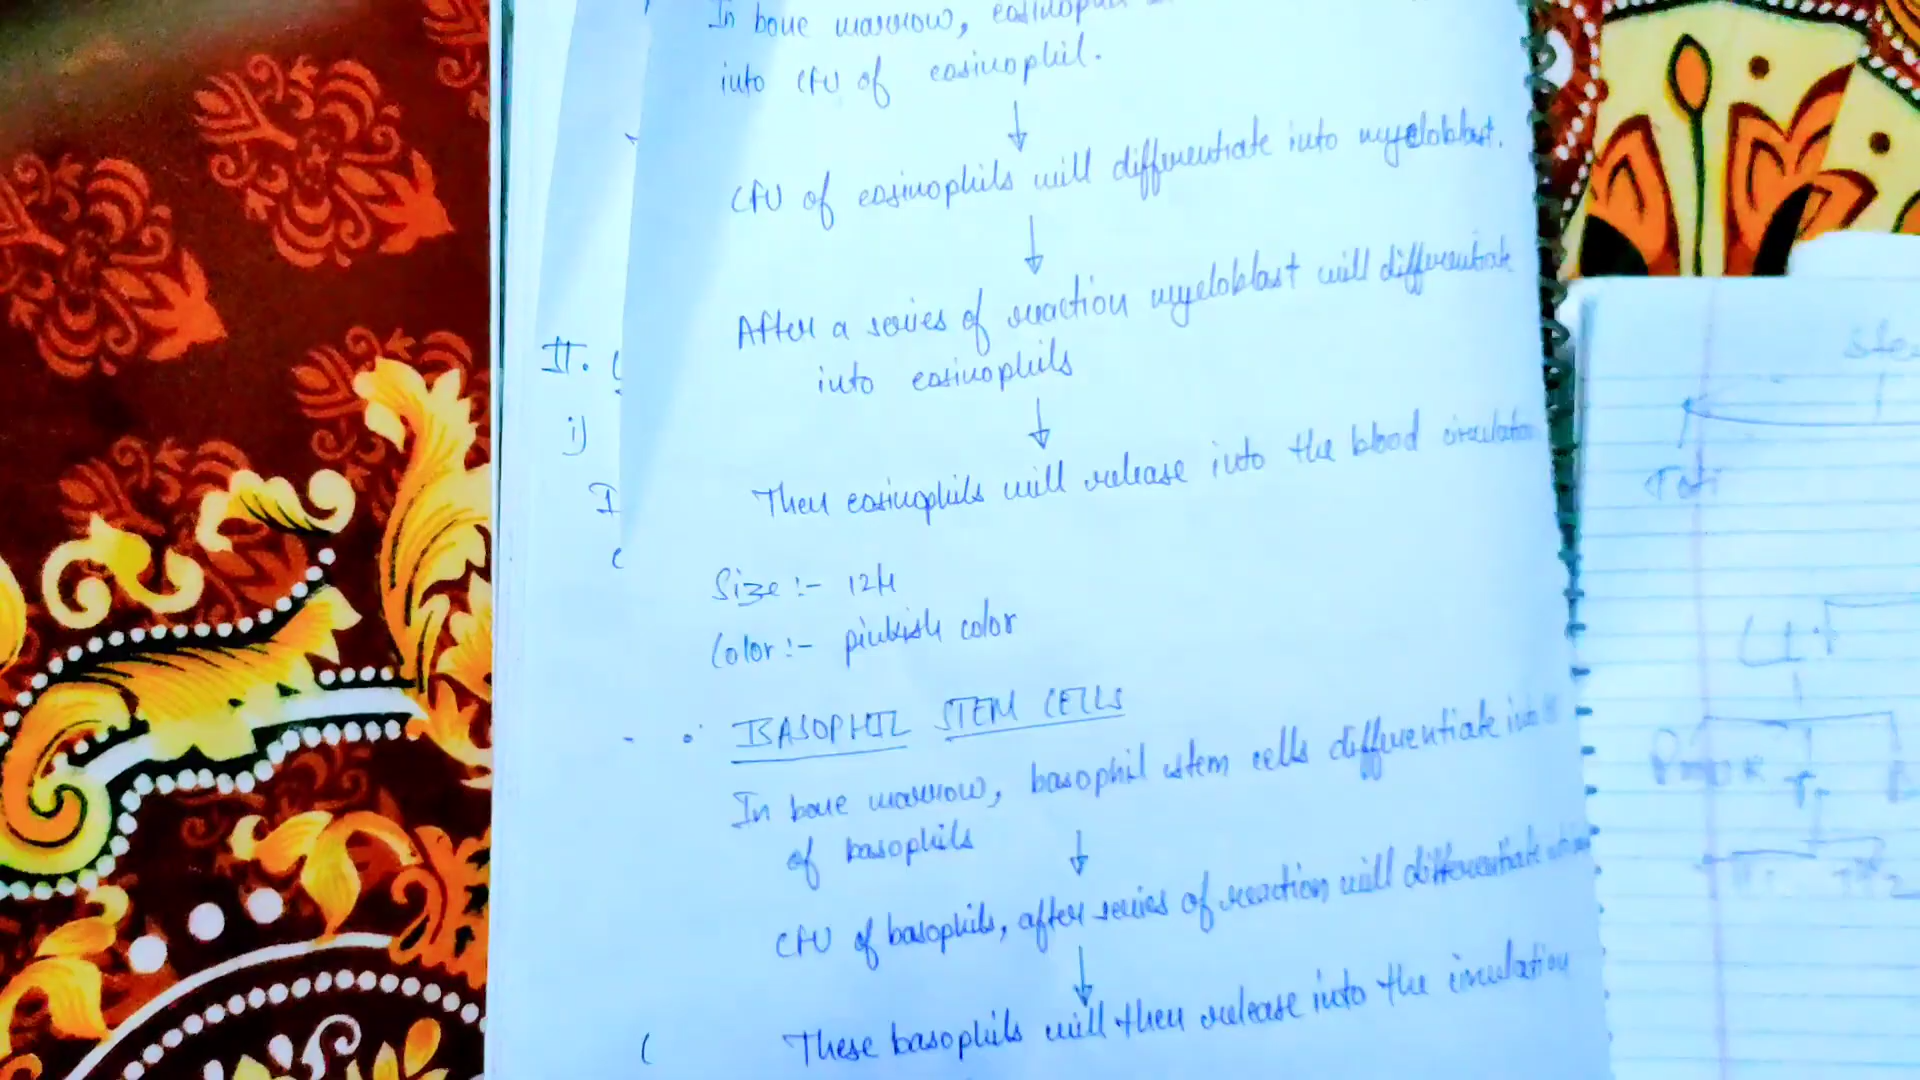 In bone marrow, eosinophil
into CFU of eosinophil.
↓
CFU of eosinophils will differentiate into myeloblast.
↓
After a series of reaction myeloblast will differentiate
into eosinophils
↓
Then eosinophils will release into the blood circulation
Size :- 12μ
Color :- pinkish color
BASOPHIL STEM CELLS
In bone marrow, basophil stem cells differentiate into
of basophils
↓
CFU of basophils, after series of reaction will differentiate
↓
These basophils will then release into the circulation
II.
i)
I